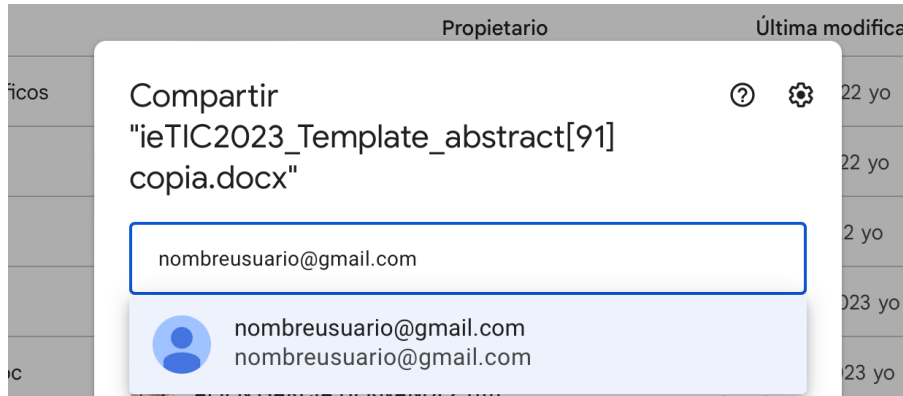 Propietario Última modifica
ficos
Compartir
"ieTIC2023_Template_abstract[91]
copia.docx"
22 yo
22 yo
nombreusuario@gmail.com
2 yo
nombreusuario@gmail.com
nombreusuario@gmail.com
023 yo
oc
23 yo